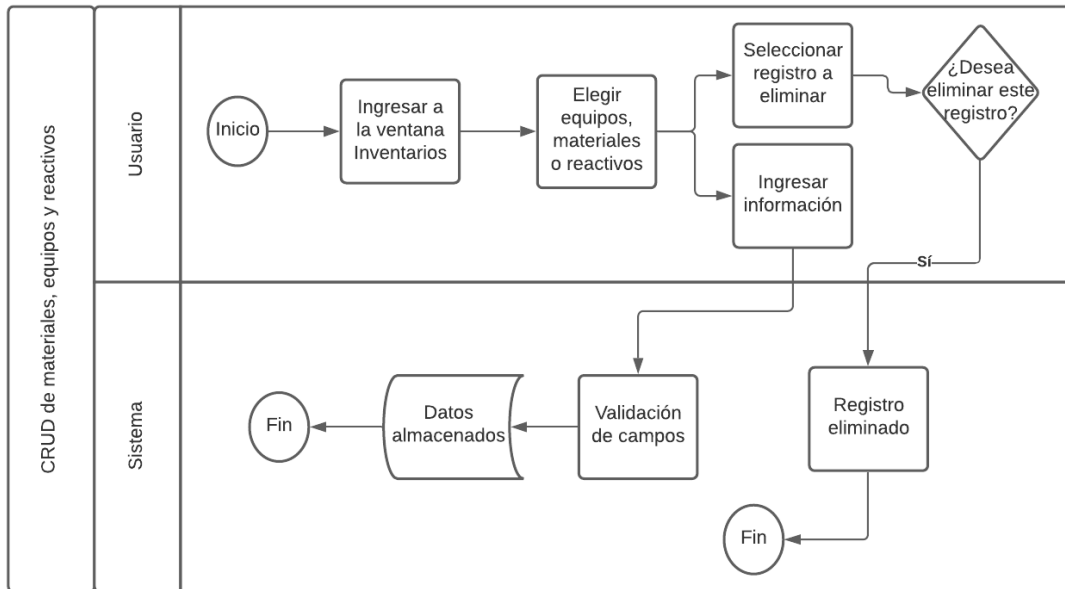 CRUD de materiales, equipos y reactivos
Usuario
Inicio
Ingresar a
la ventana
Inventarios
Elegir
equipos,
materiales
o reactivos
Seleccionar
registro a
eliminar
¿Desea
eliminar este
registro?
Ingresar
información
Sí
Sistema
Fin
Datos
almacenados
Validación
de campos
Registro
eliminado
Fin